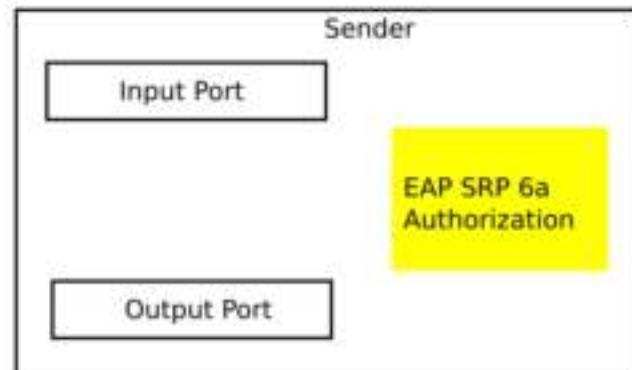 Sender
Input Port
EAP SRP 6a
Authorization
Output Port